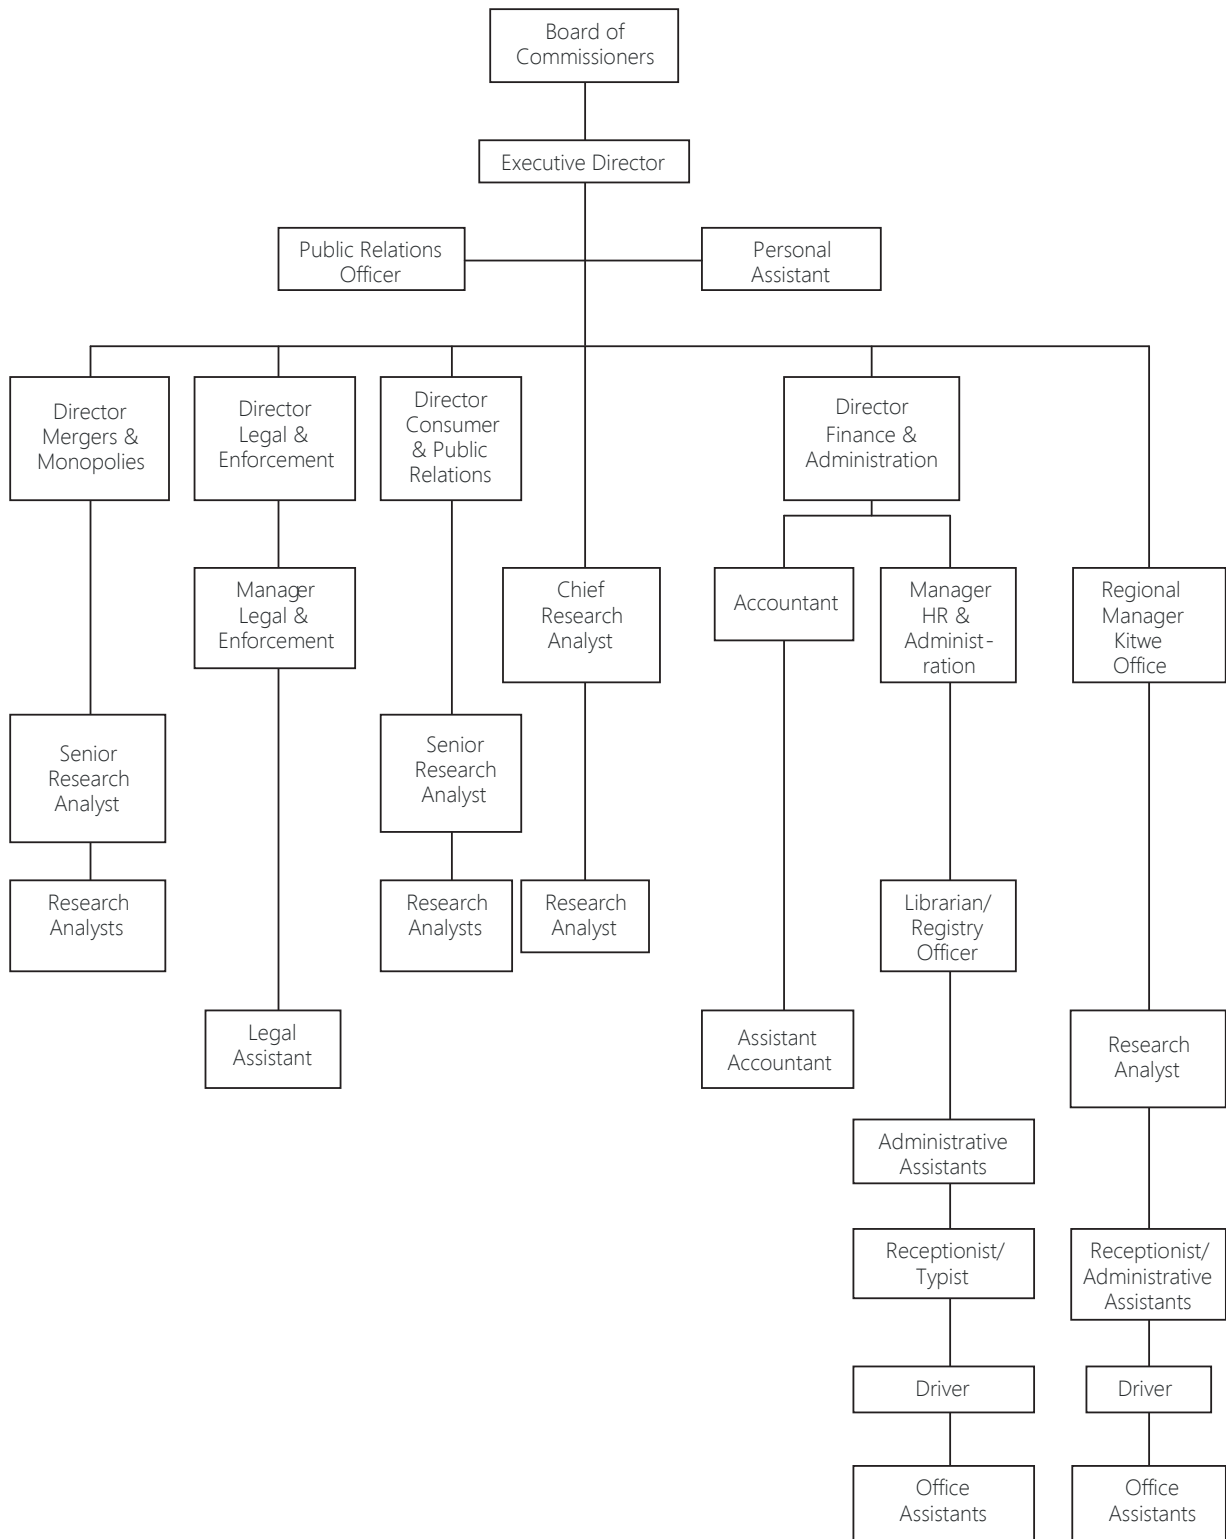 Board of
Commissioners
Executive Director
Public Relations
Officer
Personal
Assistant
Director
Mergers &
Monopolies
Director
Legal &
Enforcement
Director
Consumer
& Public
Relations
Director
Finance &
Administration
Manager
Legal &
Enforcement
Chief
Research
Analyst
Accountant
Manager
HR &
Administ-
ration
Regional
Manager
Kitwe
Office
Senior
Research
Analyst
Senior
Research
Analyst
Research
Analysts
Research
Analysts
Research
Analyst
Librarian/
Registry
Officer
Legal
Assistant
Assistant
Accountant
Research
Analyst
Administrative
Assistants
Receptionist/
Typist
Receptionist/
Administrative
Assistants
Driver
Driver
Office
Assistants
Office
Assistants